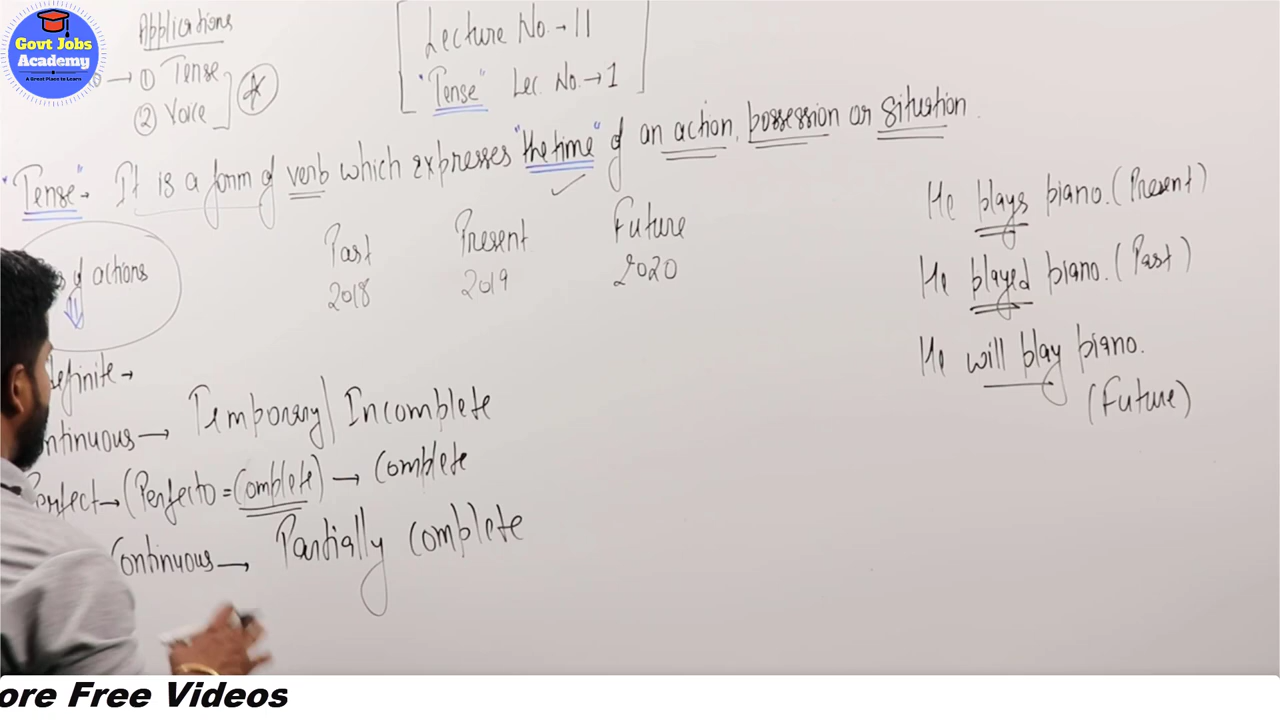 Govt Jobs
Academy
A Great Place to Learn
Applications
→ ① Tense
② Voice
Lecture No. → 11
"Tense" Lec. No. → 1
"Tense" → It is a form of verb which expresses "the time" of an action, possession or situation.
of actions
Past Present Future
2018 2019 2020
He plays piano. (Present)
He played piano. (Past)
He will play piano.
(Future)
efinite →
ntinuous → Temporary/Incomplete
Perfect → (Perfecto = Complete) → Complete
Continuous → Partially Complete
ore Free Videos